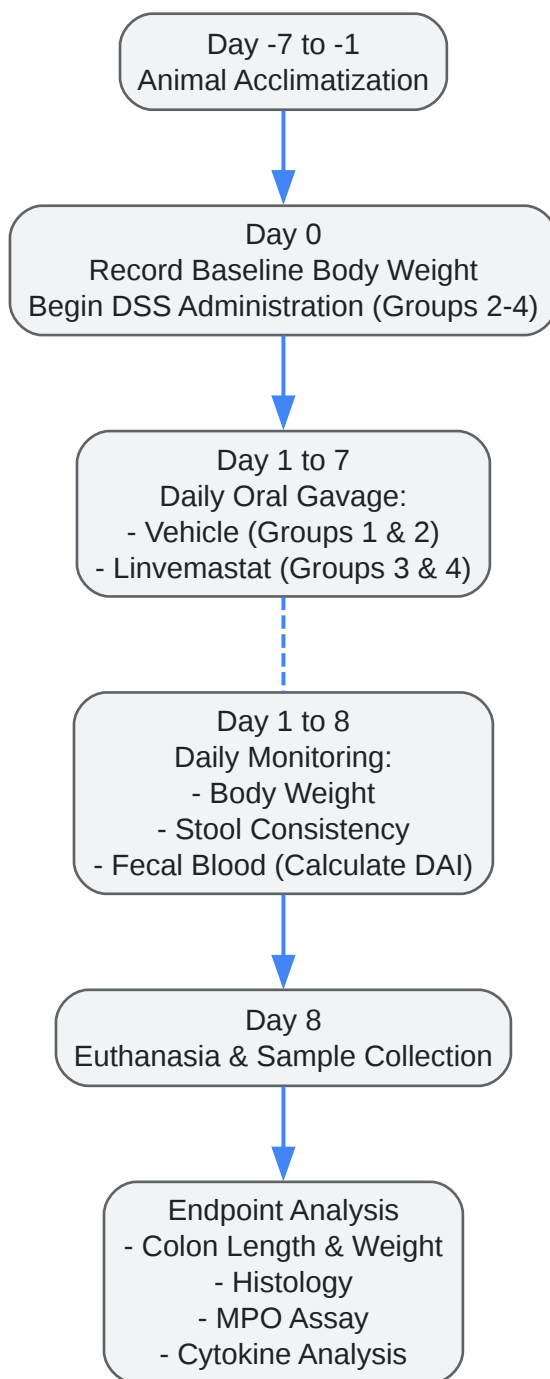 Day -7 to -1
Animal Acclimatization
Day 0
Record Baseline Body Weight
Begin DSS Administration (Groups 2-4)
Day 1 to 7
Daily Oral Gavage:
- Vehicle (Groups 1 & 2)
- Linvemastat (Groups 3 & 4)
Day 1 to 8
Daily Monitoring:
- Body Weight
- Stool Consistency
- Fecal Blood (Calculate DAI)
Day 8
Euthanasia & Sample Collection
Endpoint Analysis
- Colon Length & Weight
- Histology
- MPO Assay
- Cytokine Analysis